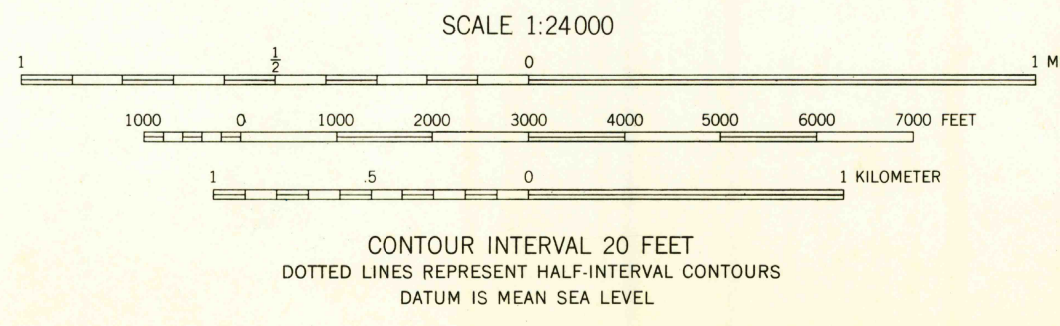 SCALE 1:24000
1 ½ 0 1 M
1000 0 1000 2000 3000 4000 5000 6000 7000 FEET
1 .5 0 1 KILOMETER
CONTOUR INTERVAL 20 FEET
DOTTED LINES REPRESENT HALF-INTERVAL CONTOURS
DATUM IS MEAN SEA LEVEL